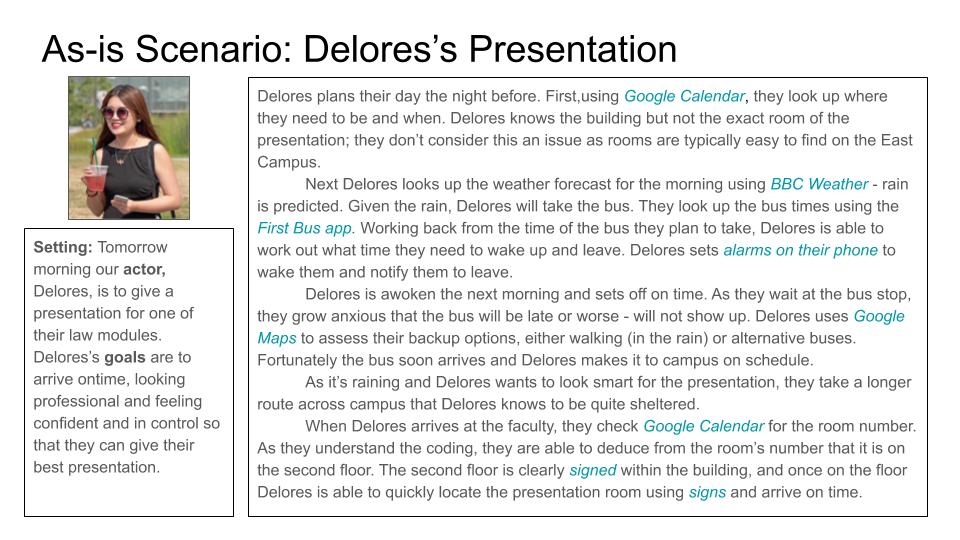 As-is Scenario: Delores’s Presentation
Setting: Tomorrow
morning our actor,
Delores, is to give a
presentation for one of
their law modules.
Delores’s goals are to
arrive ontime, looking
professional and feeling
confident and in control so
that they can give their
best presentation.
Delores plans their day the night before. First,using Google Calendar, they look up where
they need to be and when. Delores knows the building but not the exact room of the
presentation; they don’t consider this an issue as rooms are typically easy to find on the East
Campus.
Next Delores looks up the weather forecast for the morning using BBC Weather - rain
is predicted. Given the rain, Delores will take the bus. They look up the bus times using the
First Bus app. Working back from the time of the bus they plan to take, Delores is able to
work out what time they need to wake up and leave. Delores sets alarms on their phone to
wake them and notify them to leave.
Delores is awoken the next morning and sets off on time. As they wait at the bus stop,
they grow anxious that the bus will be late or worse - will not show up. Delores uses Google
Maps to assess their backup options, either walking (in the rain) or alternative buses.
Fortunately the bus soon arrives and Delores makes it to campus on schedule.
As it’s raining and Delores wants to look smart for the presentation, they take a longer
route across campus that Delores knows to be quite sheltered.
When Delores arrives at the faculty, they check Google Calendar for the room number.
As they understand the coding, they are able to deduce from the room’s number that it is on
the second floor. The second floor is clearly signed within the building, and once on the floor
Delores is able to quickly locate the presentation room using signs and arrive on time.